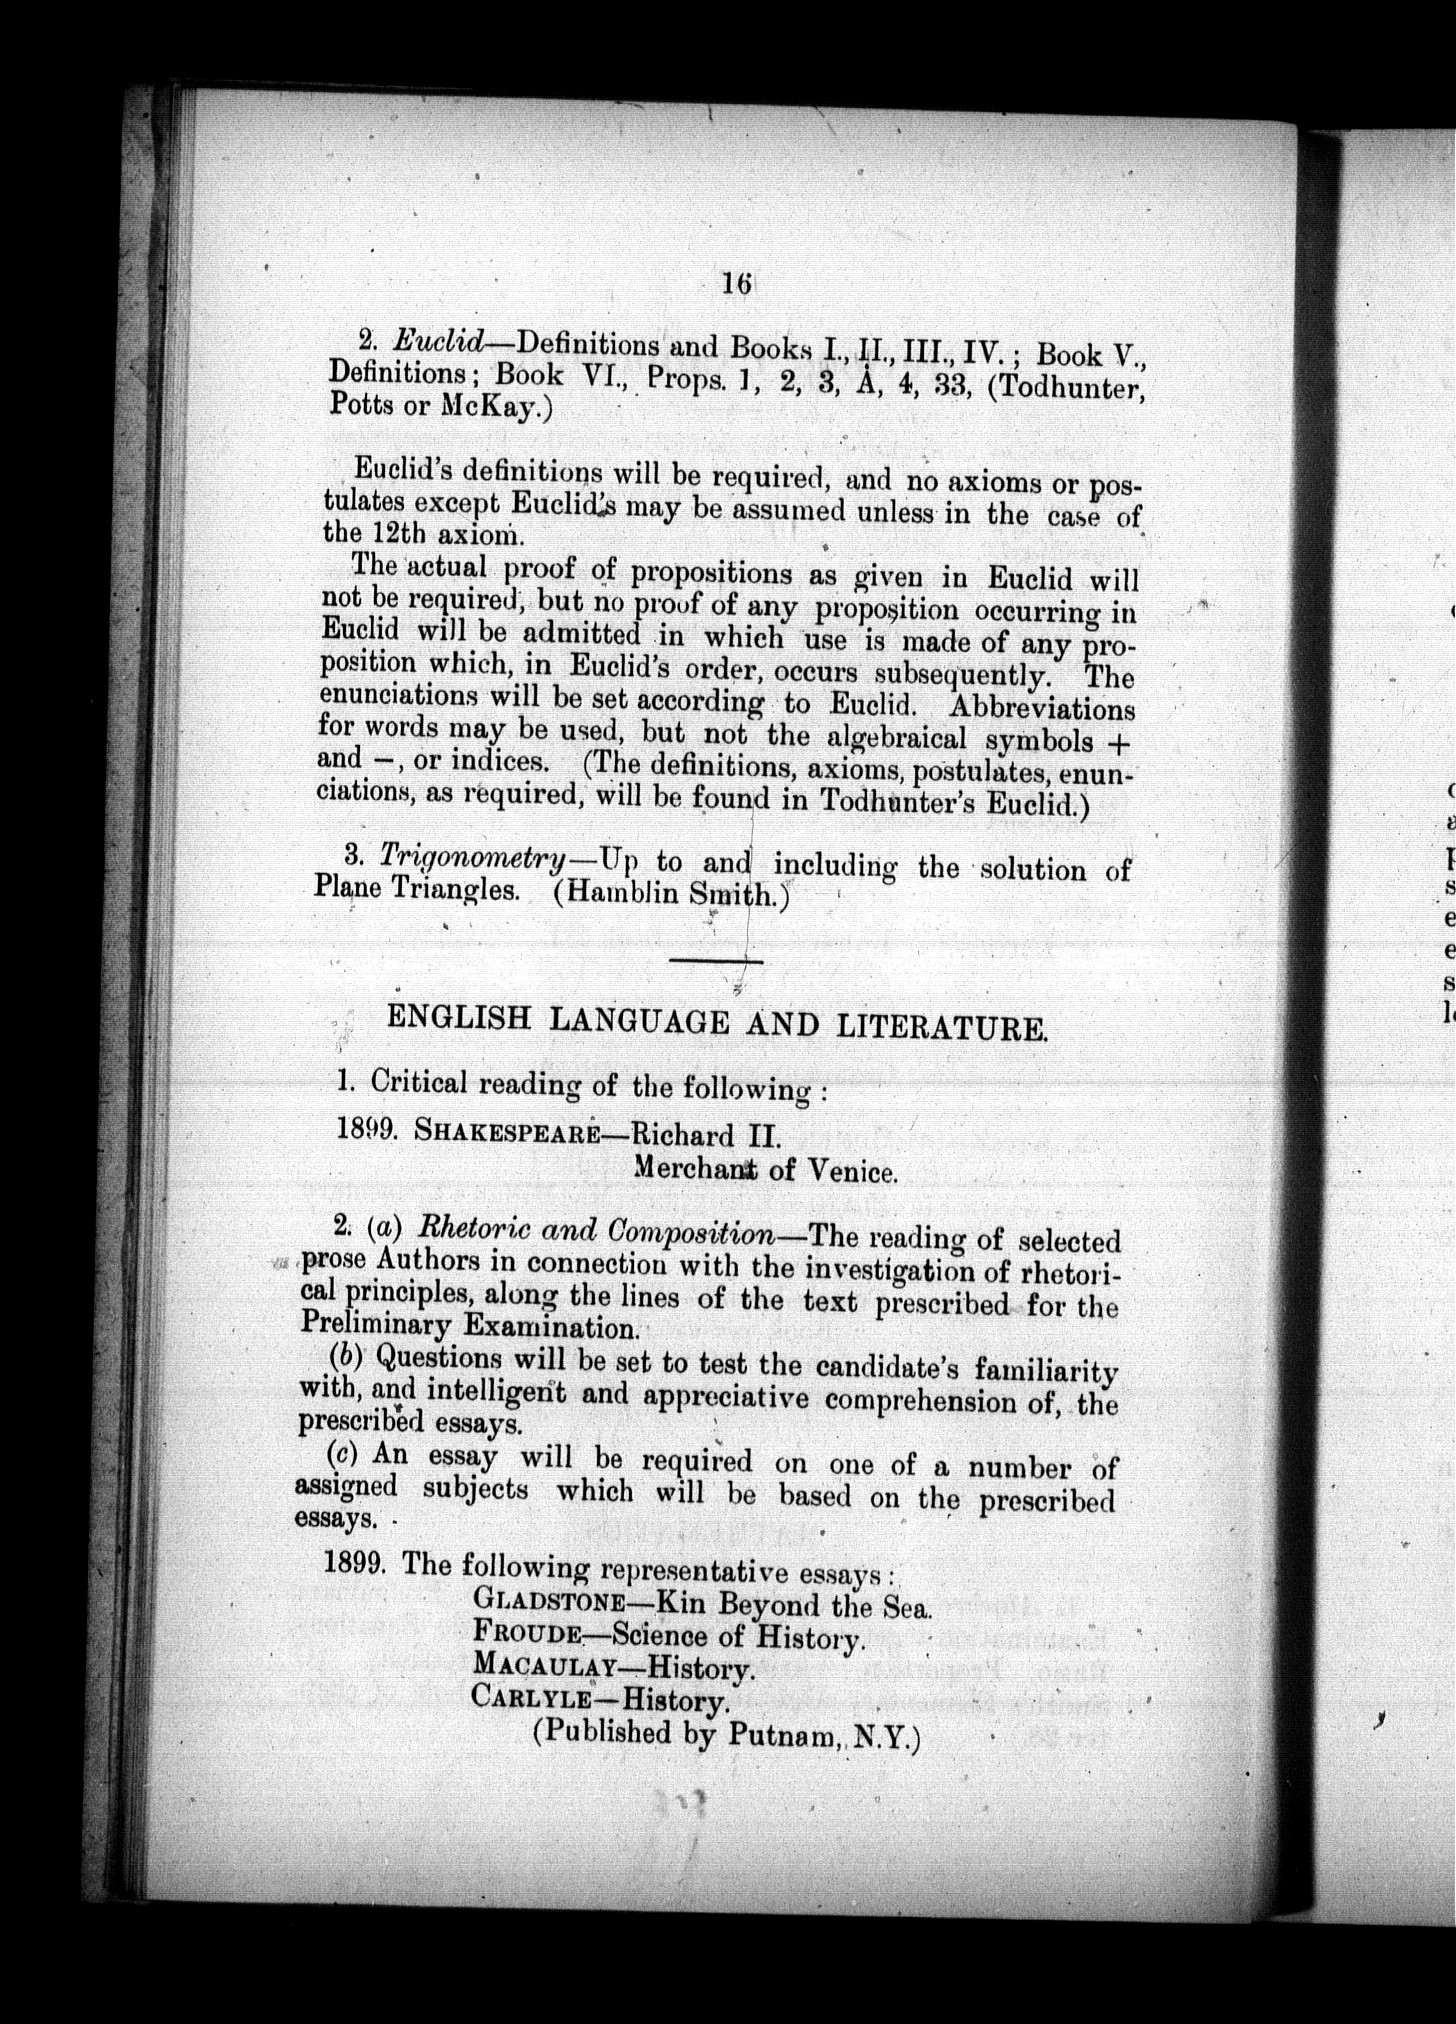 16
2. Euclid—Definitions and Books I., II., III., IV. ; Book V.,
Definitions ; Book VI., Props. 1, 2, 3, A, 4, 33, (Todhunter,
Potts or McKay.)
Euclid's definitions will be required, and no axioms or pos-
tulates except Euclid's may be assumed unless in the case of
the 12th axiom.
The actual proof of propositions as given in Euclid will
not be required, but no proof of any proposition occurring in
Euclid will be admitted in which use is made of any pro-
position which, in Euclid's order, occurs subsequently. The
enunciations will be set according to Euclid. Abbreviations
for words may be used, but not the algebraical symbols +
and —, or indices. (The definitions, axioms, postulates, enun-
ciations, as required, will be found in Todhunter's Euclid.)
3. Trigonometry—Up to and including the solution of
Plane Triangles. (Hamblin Smith.)
ENGLISH LANGUAGE AND LITERATURE.
1. Critical reading of the following :
1899. SHAKESPEARE—Richard II.
Merchant of Venice.
2. (a) Rhetoric and Composition—The reading of selected
prose Authors in connection with the investigation of rhetori-
cal principles, along the lines of the text prescribed for the
Preliminary Examination.
(b) Questions will be set to test the candidate's familiarity
with, and intelligent and appreciative comprehension of, the
prescribed essays.
(c) An essay will be required on one of a number of
assigned subjects which will be based on the prescribed
essays.
1899. The following representative essays :
GLADSTONE—Kin Beyond the Sea.
FROUDE—Science of History.
MACAULAY—History.
CARLYLE—History.
(Published by Putnam, N.Y.)